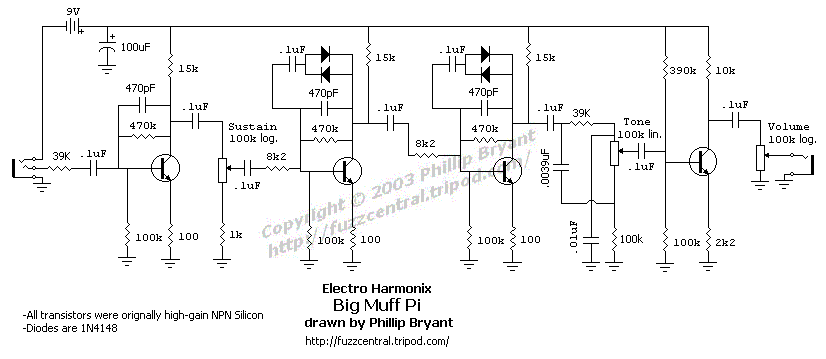 9V
100uF
15k
470pF
.1uF
470k
39K
.1uF
100k
100
Sustain
100k log.
1k
.1uF
8k2
.1uF
470pF
470k
15k
.1uF
100k
100
8k2
.1uF
470pF
470k
15k
.1uF
100k
100
39K
.0039uF
.01uF
Tone
100k lin.
.1uF
100k
390k
10k
.1uF
100k
2k2
Volume
100k log.
Copyright © 2003 Phillip Bryant
http://fuzzcentral.tripod.com/
Electro Harmonix
Big Muff Pi
drawn by Phillip Bryant
http://fuzzcentral.tripod.com/
-All transistors were orignally high-gain NPN Silicon
-Diodes are 1N4148